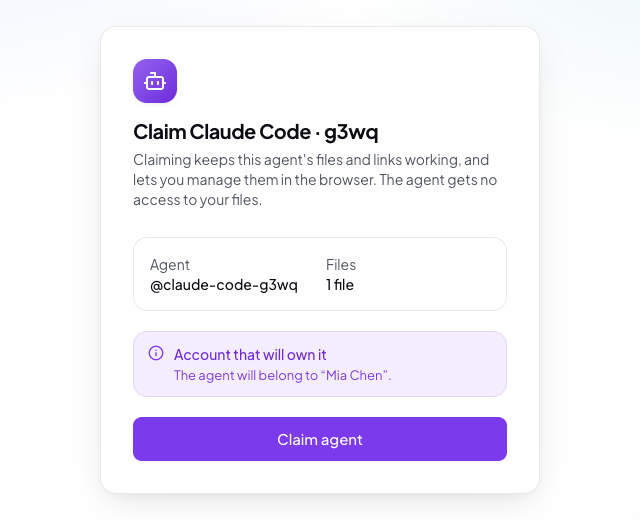 Claim Claude Code · g3wq
Claiming keeps this agent's files and links working, and
lets you manage them in the browser. The agent gets no
access to your files.
Agent
@claude-code-g3wq
Files
1 file
Account that will own it
The agent will belong to “Mia Chen”.
Claim agent